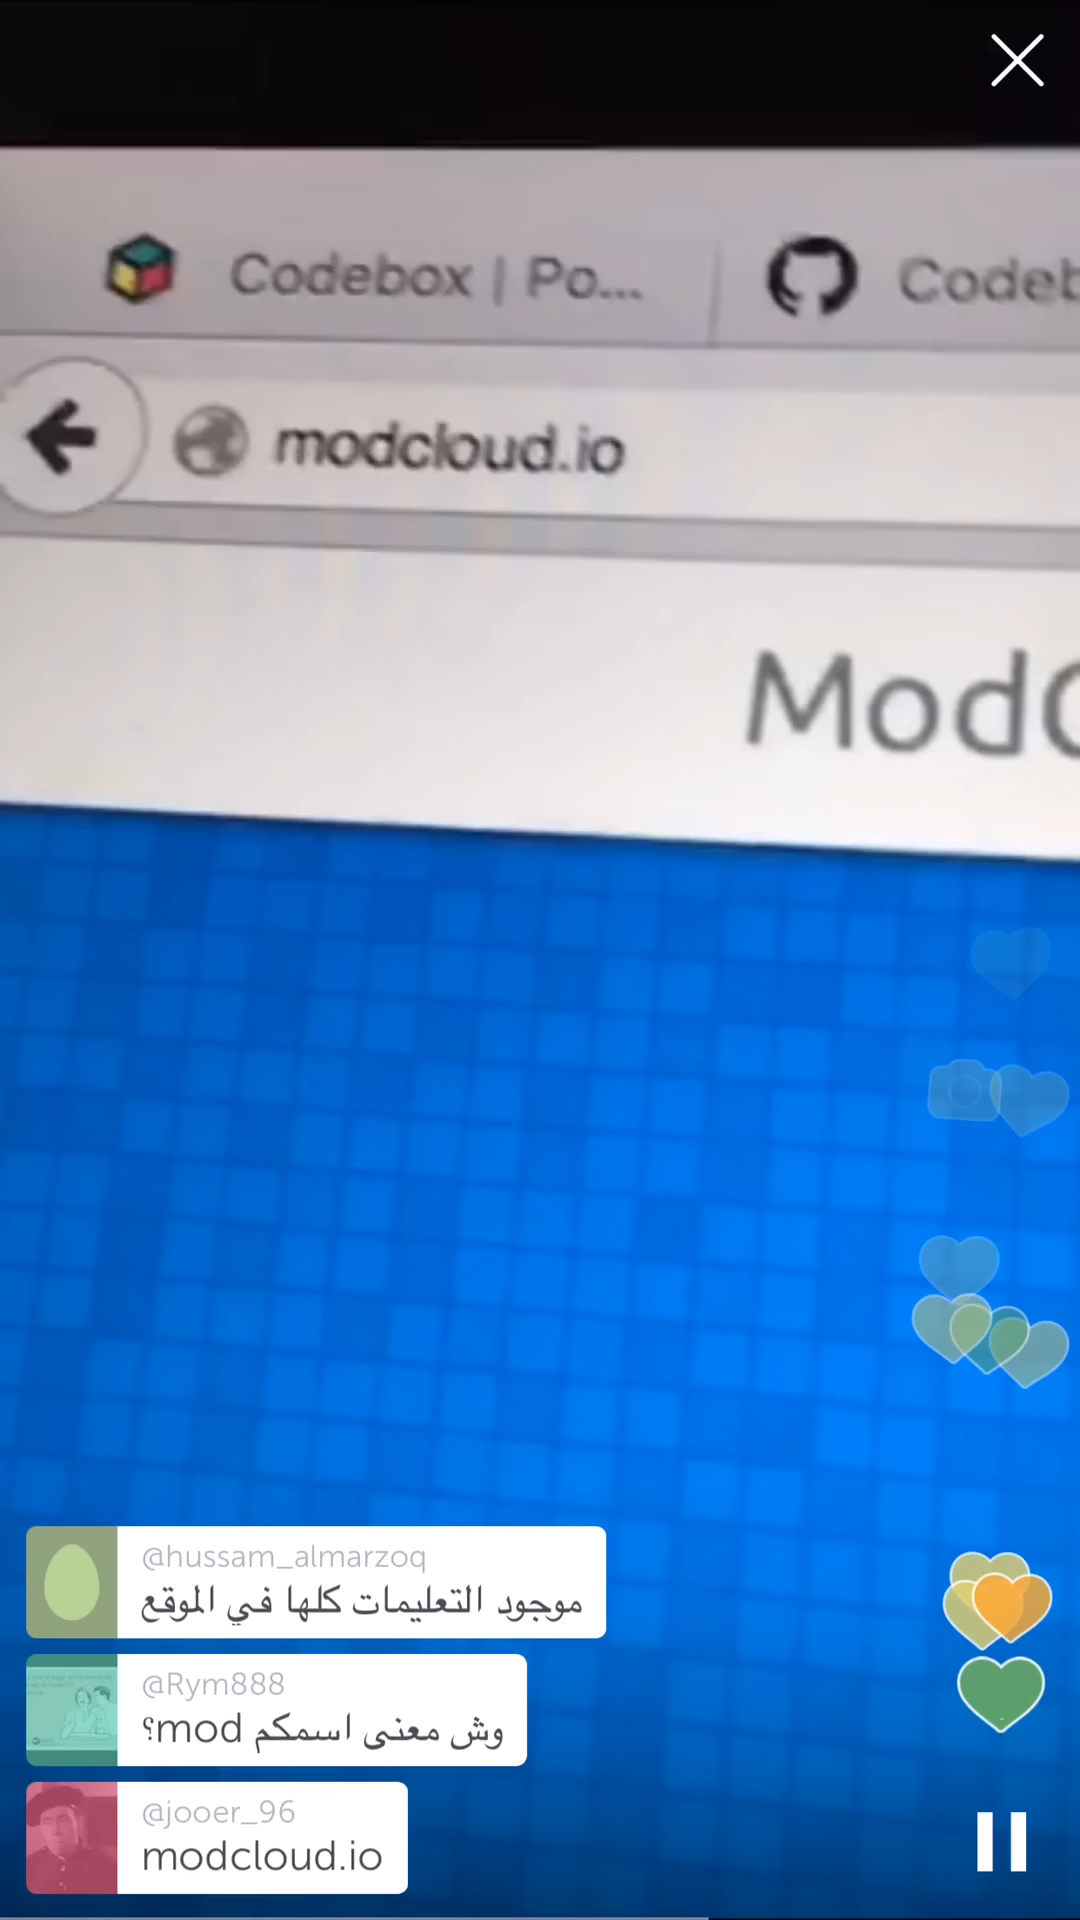 Codebox | Po...
Codeb
modcloud.io
ModC
@hussam_almarzoq
موجود التعليمات كلها في الموقع
@Rym888
وش معنى اسمكم mod؟
@jooer_96
modcloud.io